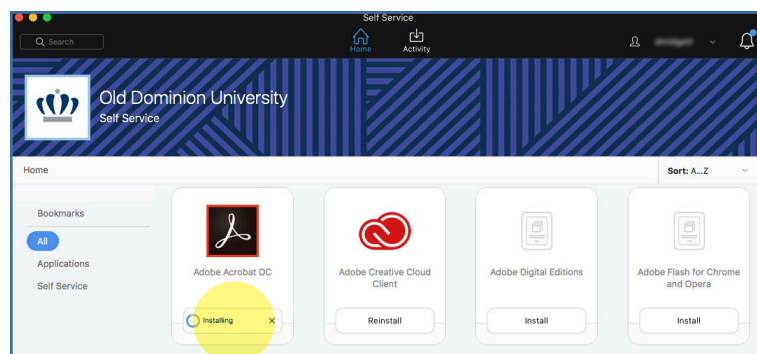 Self Service
Search
Home
Activity
Old Dominion University
Self Service
Home
Sort: A...Z
Bookmarks
All
Applications
Self Service
Adobe Acrobat DC
Installing
Adobe Creative Cloud
Client
Reinstall
Adobe Digital Editions
Install
Adobe Flash for Chrome
and Opera
Install